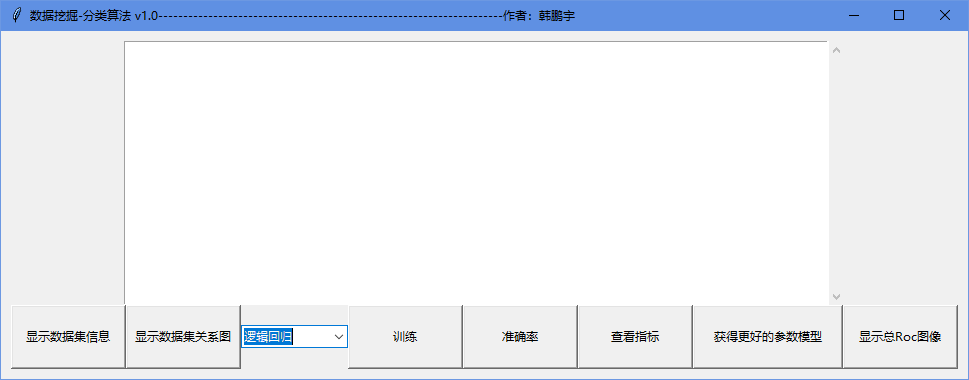 数据挖掘-分类算法 v1.0---------------------------------------------------------------------作者：韩鹏宇
显示数据集信息 显示数据集关系图 逻辑回归 训练 准确率 查看指标 获得更好的参数模型 显示总Roc图像